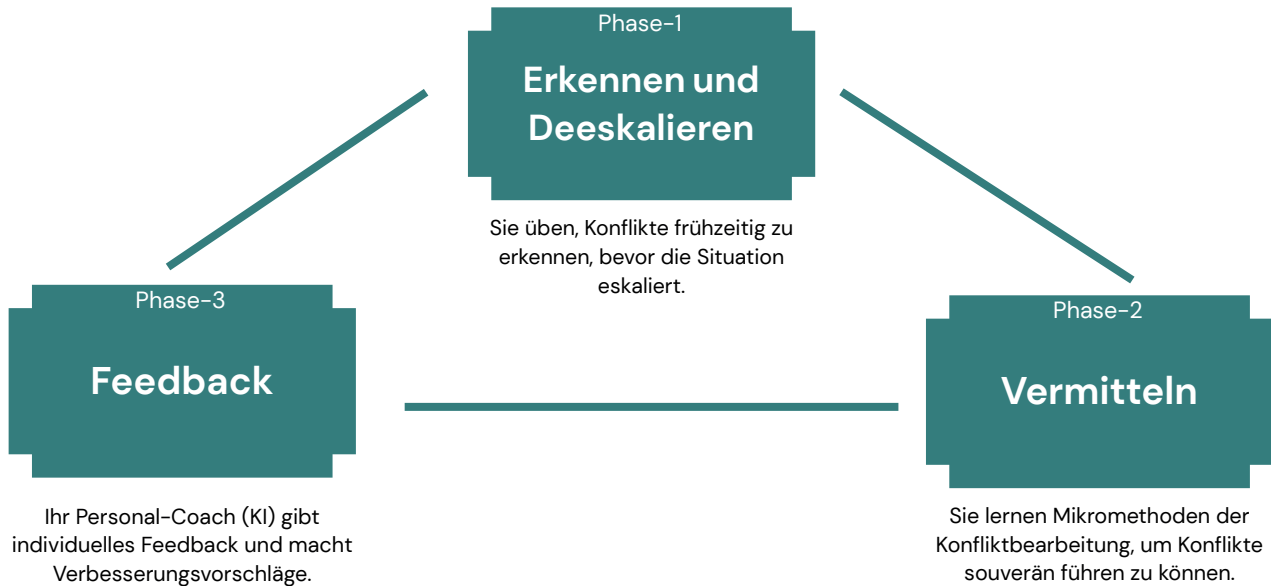 Phase-1
Erkennen und
Deeskalieren
Sie üben, Konflikte frühzeitig zu
erkennen, bevor die Situation
eskaliert.
Phase-2
Vermitteln
Sie lernen Mikromethoden der
Konfliktbearbeitung, um Konflikte
souverän führen zu können.
Phase-3
Feedback
Ihr Personal-Coach (KI) gibt
individuelles Feedback und macht
Verbesserungsvorschläge.